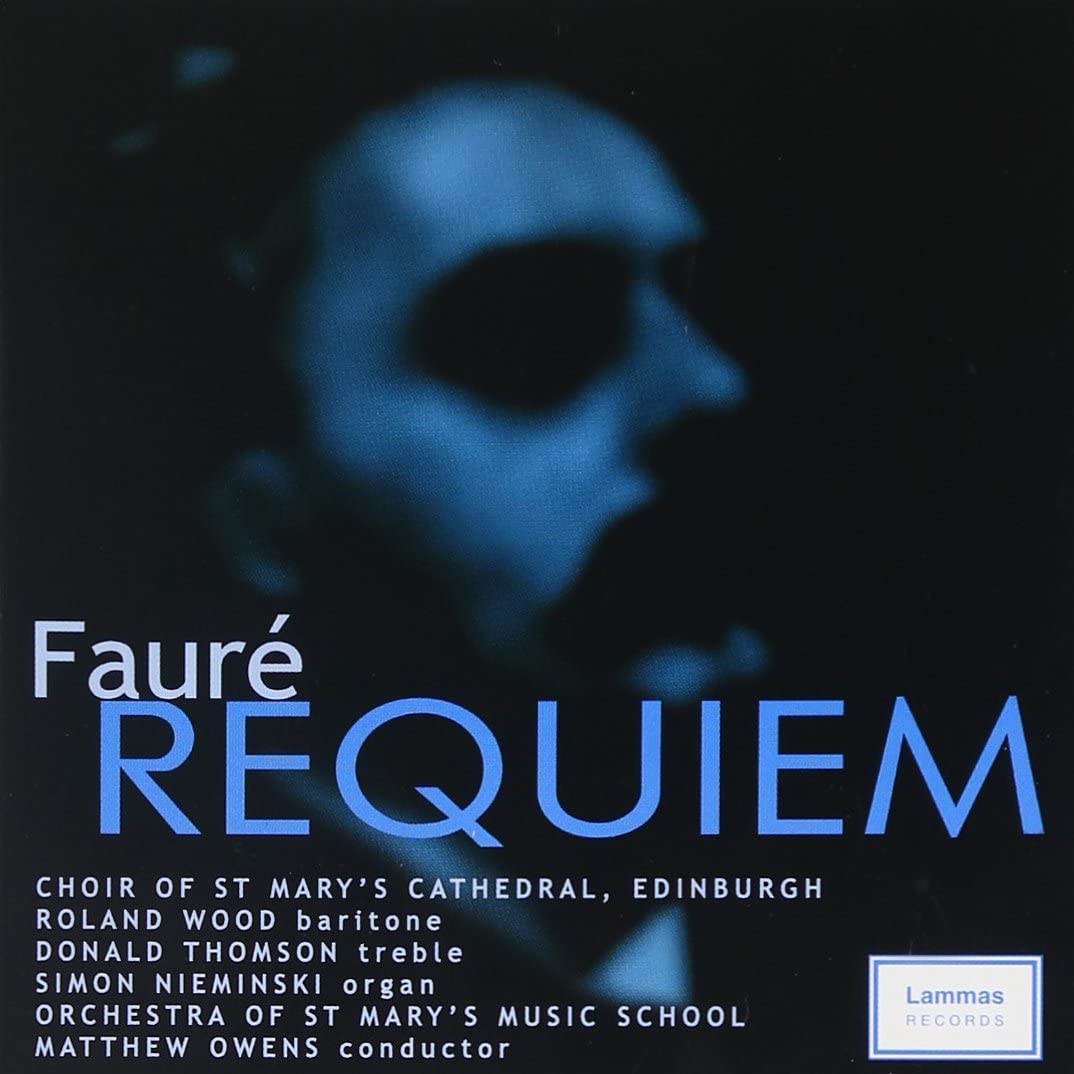 Fauré
REQUIEM
CHOIR OF ST MARY'S CATHEDRAL, EDINBURGH
ROLAND WOOD baritone
DONALD THOMSON treble
SIMON NIEMINSKI organ
ORCHESTRA OF ST MARY'S MUSIC SCHOOL
MATTHEW OWENS conductor
Lammas
RECORDS